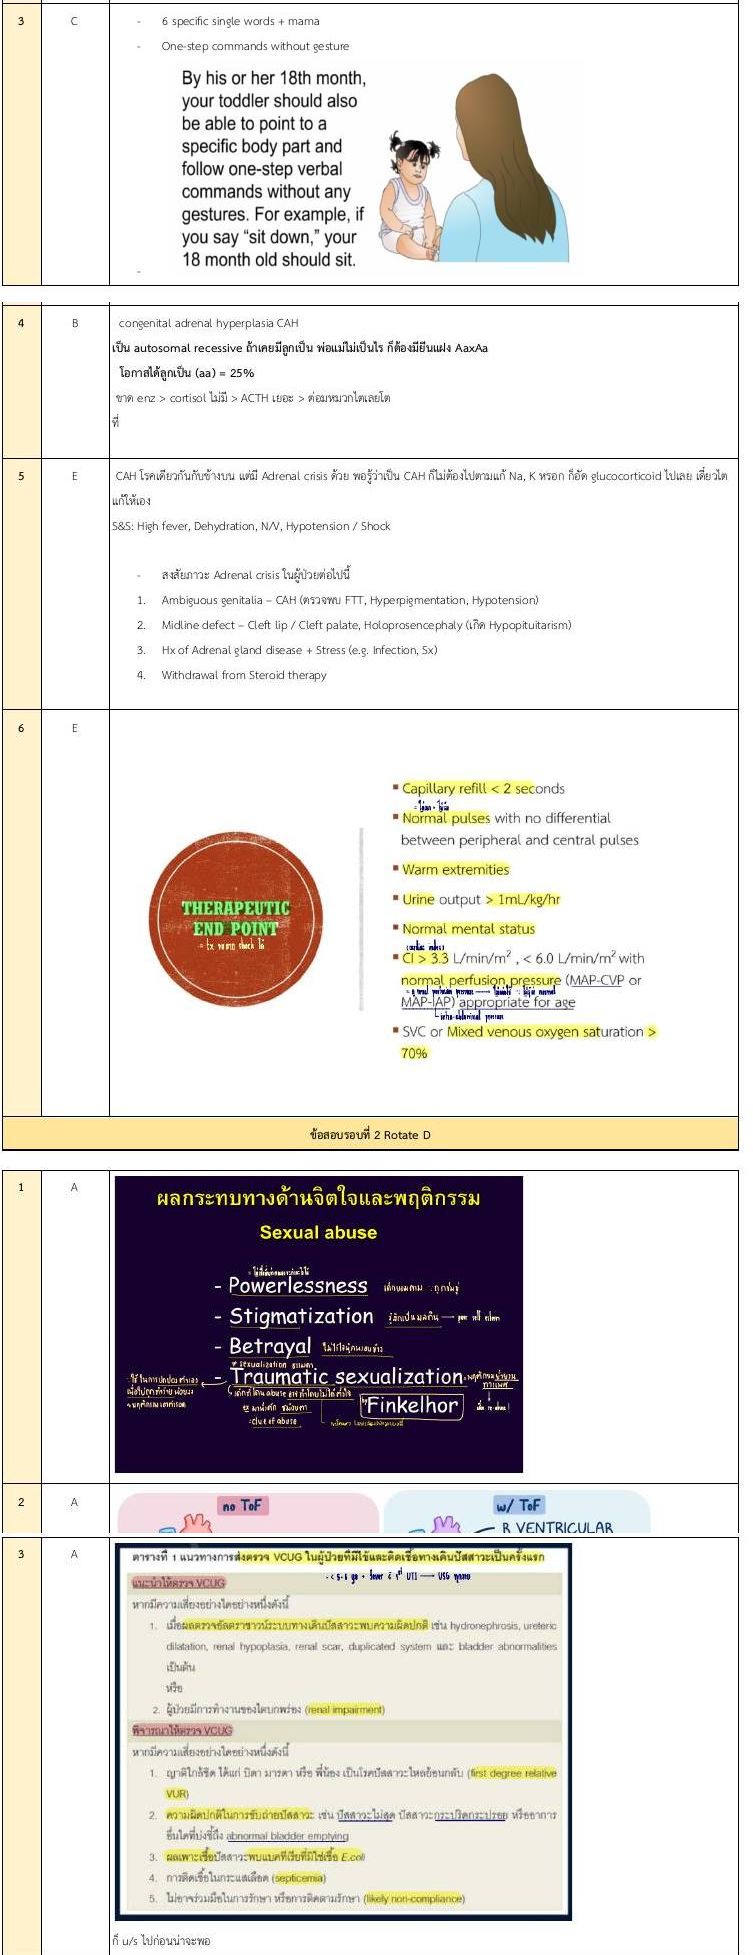 3
C
- 6 specific single words + mama
- One-step commands without gesture
By his or her 18th month,
your toddler should also
be able to point to a
specific body part and
follow one-step verbal
commands without any
gestures. For example, if
you say “sit down,” your
18 month old should sit.
-
4
B
congenital adrenal hyperplasia CAH
เป็น autosomal recessive ถ้าเคยมีลูกเป็น พ่อแม่ไม่เป็นไร ก็ต้องมียีนแฝง AaxAa
โอกาสได้ลูกเป็น (aa) = 25%
ขาด enz > cortisol ไม่มี > ACTH เยอะ > ต่อมหมวกไตเลยโต
ที่
5
E
CAH โรคเดียวกันกับข้างบน แต่มี Adrenal crisis ด้วย พอรู้ว่าเป็น CAH ก็ไม่ต้องไปตามแก้ Na, K หรอก ก็อัด glucocorticoid ไปเลย เดี๋ยวไต
แก้ให้เอง
S&S: High fever, Dehydration, N/V, Hypotension / Shock
- สงสัยภาวะ Adrenal crisis ในผู้ป่วยต่อไปนี้
1. Ambiguous genitalia – CAH (ตรวจพบ FTT, Hyperpigmentation, Hypotension)
2. Midline defect – Cleft lip / Cleft palate, Holoprosencephaly (เกิด Hypopituitarism)
3. Hx of Adrenal gland disease + Stress (e.g. Infection, Sx)
4. Withdrawal from Steroid therapy
6
E
THERAPEUTIC
END POINT
Capillary refill < 2 seconds
Normal pulses with no differential
between peripheral and central pulses
Warm extremities
Urine output > 1mL/kg/hr
Normal mental status
CI > 3.3 L/min/m², < 6.0 L/min/m² with
normal perfusion pressure (MAP-CVP or
MAP-IAP) appropriate for age
intra-abdominal pressure
SVC or Mixed venous oxygen saturation >
70%
ข้อสอบรอบที่ 2 Rotate D
1
A
ผลกระทบทางด้านจิตใจและพฤติกรรม
Sexual abuse
- Powerlessness
- Stigmatization
- Betrayal
- Traumatic sexualization
Finkelhor
=clue of abuse
2
A
no ToF
w/ ToF
R VENTRICULAR
3
A
ตารางที่ 1 แนวทางการส่งตรวจ VCUG ในผู้ป่วยที่มีไข้และติดเชื้อทางเดินปัสสาวะเป็นครั้งแรก
แนะนำให้ตรวจ VCUG
หากมีความเสี่ยงอย่างใดอย่างหนึ่งดังนี้
1. เมื่อผลตรวจอัลตราซาวน์ระบบทางเดินปัสสาวะพบความผิดปกติ เช่น hydronephrosis, ureteric
dilatation, renal hypoplasia, renal scar, duplicated system และ bladder abnormalities
เป็นต้น
หรือ
2. ผู้ป่วยมีการทำงานของไตบกพร่อง (renal impairment)
พิจารณาให้ตรวจ VCUG
หากมีความเสี่ยงอย่างใดอย่างหนึ่งดังนี้
1. ญาติใกล้ชิด ได้แก่ บิดา มารดา หรือ พี่น้อง เป็นโรคปัสสาวะไหลย้อนกลับ (first degree relative
VUR)
2. ความผิดปกติในการขับถ่ายปัสสาวะ เช่น ปัสสาวะไม่สุด ปัสสาวะกระปริดกระปรอย หรืออาการ
อื่นใดที่บ่งชี้ถึง abnormal bladder emptying
3. ผลเพาะเชื้อปัสสาวะพบแบคทีเรียที่มิใช่เชื้อ E.coli
4. การติดเชื้อในกระแสเลือด (septicemia)
5. ไม่อาจร่วมมือในการรักษา หรือการติดตามรักษา (likely non-compliance)
ก็ u/s ไปก่อนน่าจะพอ